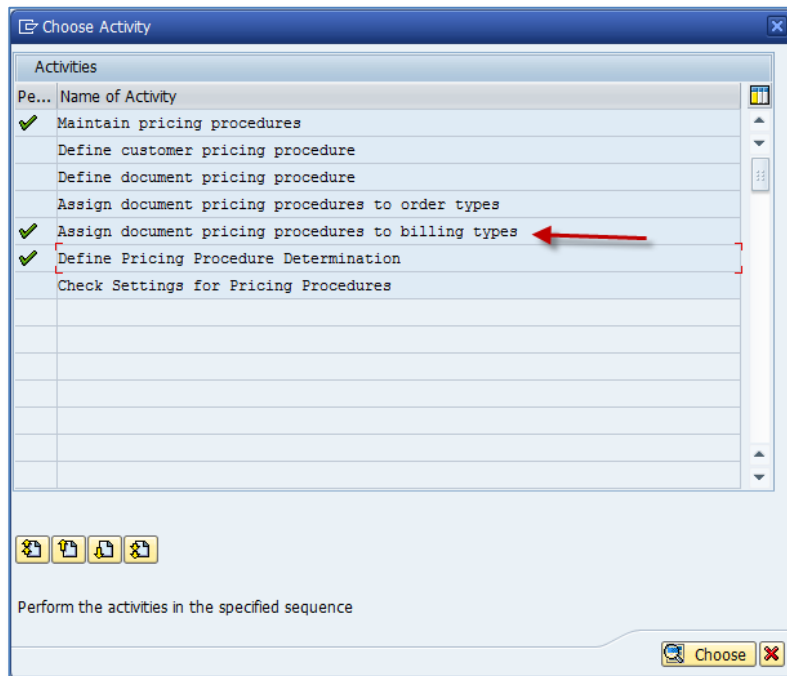 Choose Activity
Activities
Pe... Name of Activity
Maintain pricing procedures
Define customer pricing procedure
Define document pricing procedure
Assign document pricing procedures to order types
Assign document pricing procedures to billing types
Define Pricing Procedure Determination
Check Settings for Pricing Procedures
Perform the activities in the specified sequence
Choose